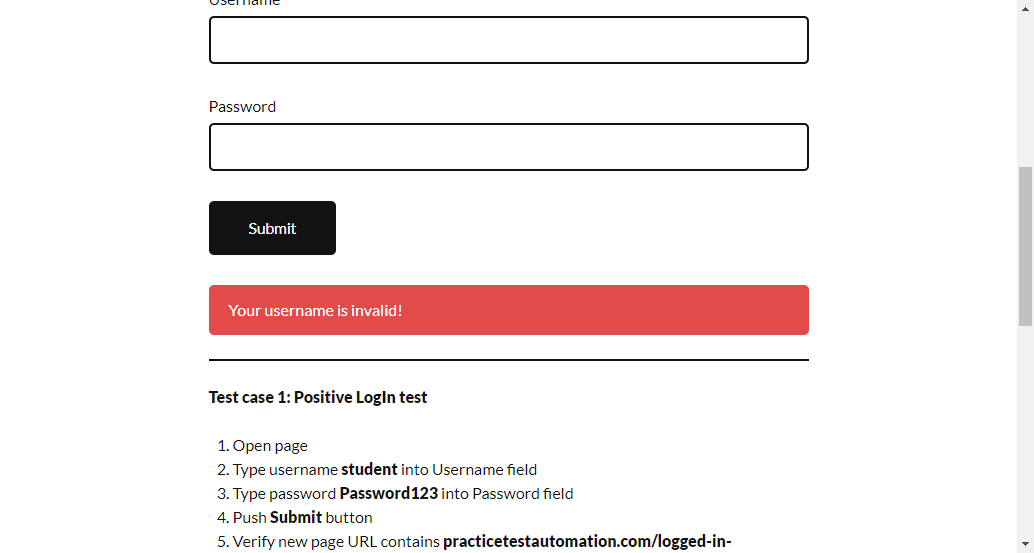 Username
Password
Submit
Your username is invalid!
Test case 1: Positive LogIn test
1. Open page
2. Type username student into Username field
3. Type password Password123 into Password field
4. Push Submit button
5. Verify new page URL contains practicetestautomation.com/logged-in-